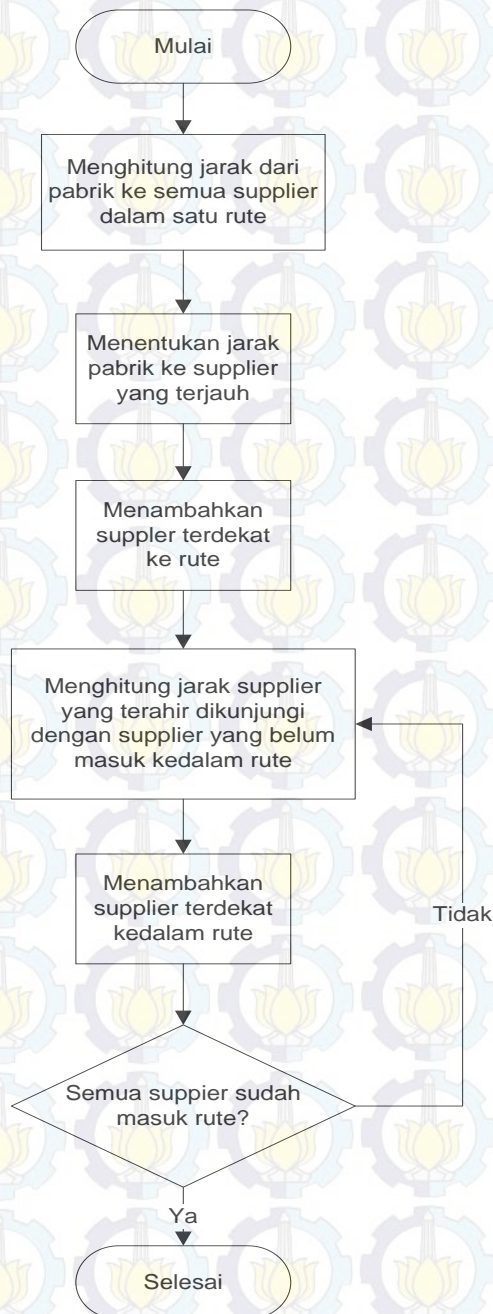 Mulai
Menghitung jarak dari
pabrik ke semua supplier
dalam satu rute
Menentukan jarak
pabrik ke supplier
yang terjauh
Menambahkan
suppler terdekat
ke rute
Menghitung jarak supplier
yang terahir dikunjungi
dengan supplier yang belum
masuk kedalam rute
Menambahkan
supplier terdekat
kedalam rute
Tidak
Semua suppier sudah
masuk rute?
Ya
Selesai